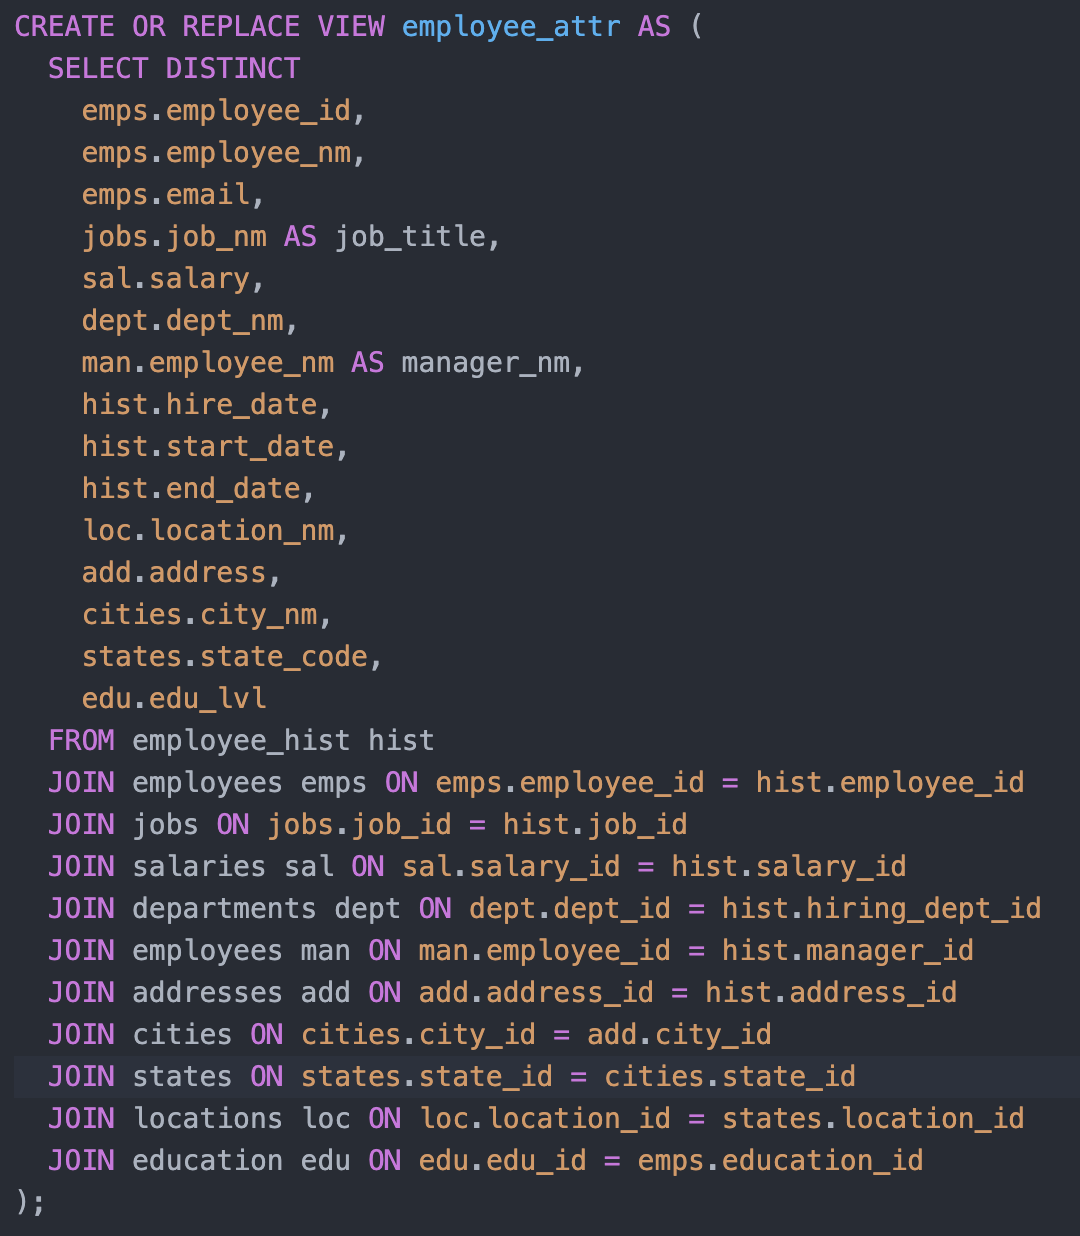 CREATE OR REPLACE VIEW employee_attr AS (
  SELECT DISTINCT
    emps.employee_id,
    emps.employee_nm,
    emps.email,
    jobs.job_nm AS job_title,
    sal.salary,
    dept.dept_nm,
    man.employee_nm AS manager_nm,
    hist.hire_date,
    hist.start_date,
    hist.end_date,
    loc.location_nm,
    add.address,
    cities.city_nm,
    states.state_code,
    edu.edu_lvl
  FROM employee_hist hist
  JOIN employees emps ON emps.employee_id = hist.employee_id
  JOIN jobs ON jobs.job_id = hist.job_id
  JOIN salaries sal ON sal.salary_id = hist.salary_id
  JOIN departments dept ON dept.dept_id = hist.hiring_dept_id
  JOIN employees man ON man.employee_id = hist.manager_id
  JOIN addresses add ON add.address_id = hist.address_id
  JOIN cities ON cities.city_id = add.city_id
  JOIN states ON states.state_id = cities.state_id
  JOIN locations loc ON loc.location_id = states.location_id
  JOIN education edu ON edu.edu_id = emps.education_id
);